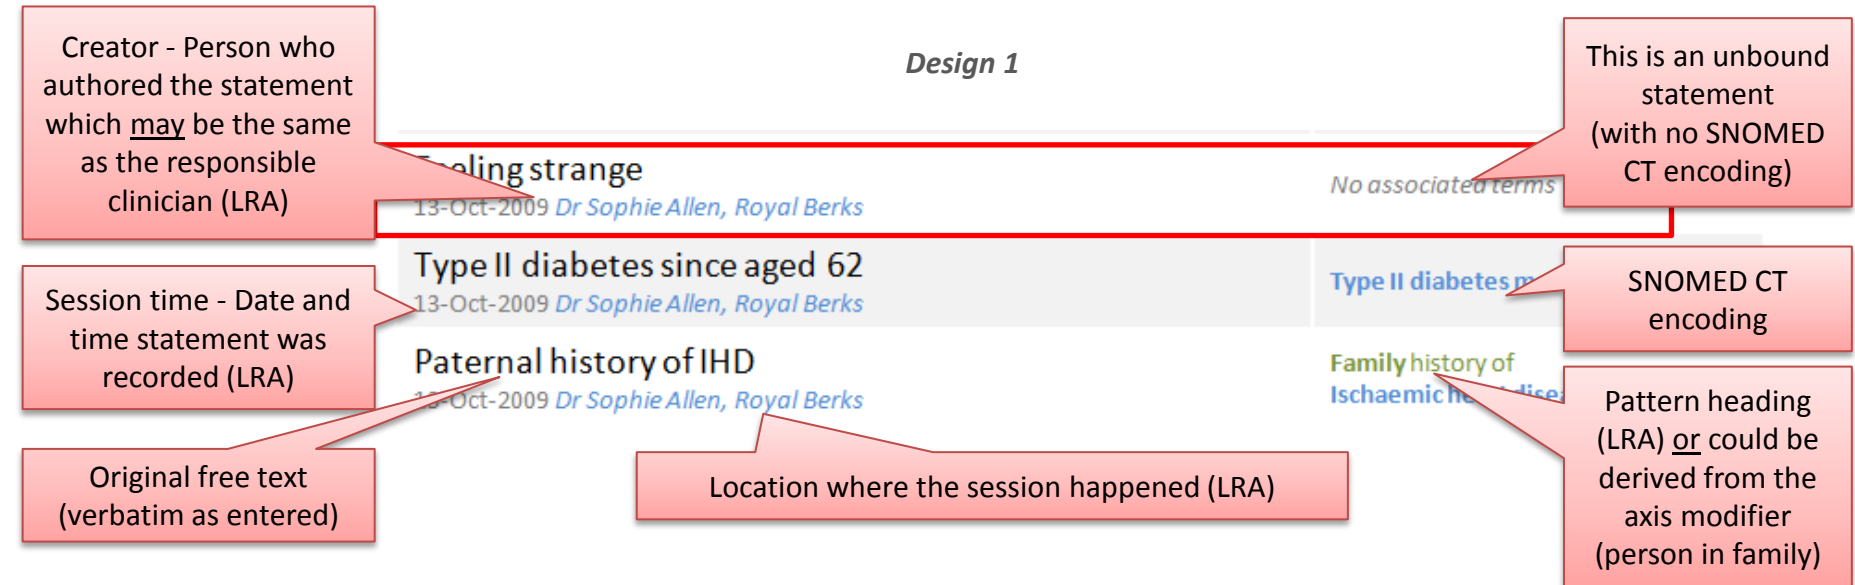 Design 1
Creator - Person who
authored the statement
which may be the same
as the responsible
clinician (LRA)
This is an unbound
statement
(with no SNOMED
CT encoding)
strange
13-Oct-2009 Dr Sophie Allen, Royal Berks
No associated terms
Session time - Date and
time statement was
recorded (LRA)
Type II diabetes since aged 62
13-Oct-2009 Dr Sophie Allen, Royal Berks
Type II diabetes
SNOMED CT
encoding
Paternal history of IHD
13-Oct-2009 Dr Sophie Allen, Royal Berks
Family history of
Ischaemic
Pattern heading
(LRA) or could be
derived from the
axis modifier
(person in family)
Original free text
(verbatim as entered)
Location where the session happened (LRA)